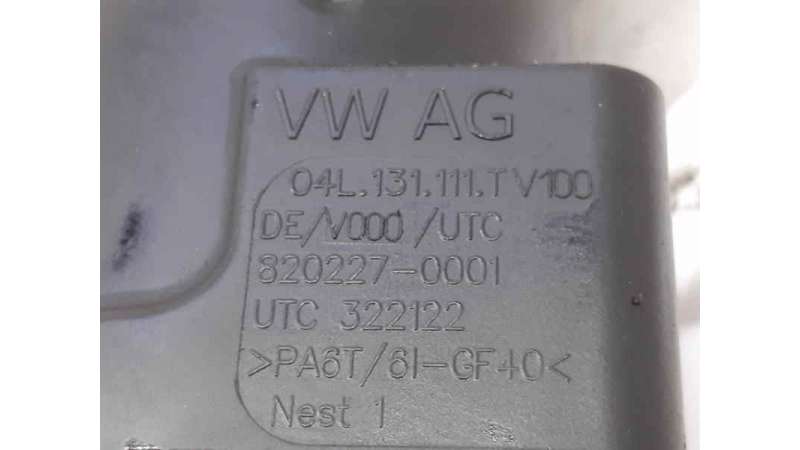 VW AG
04L.131.111.T V100
DE/V000/UTC
820227-0001
UTC 322122
>PA6T/6I-GF40<
Nest 1